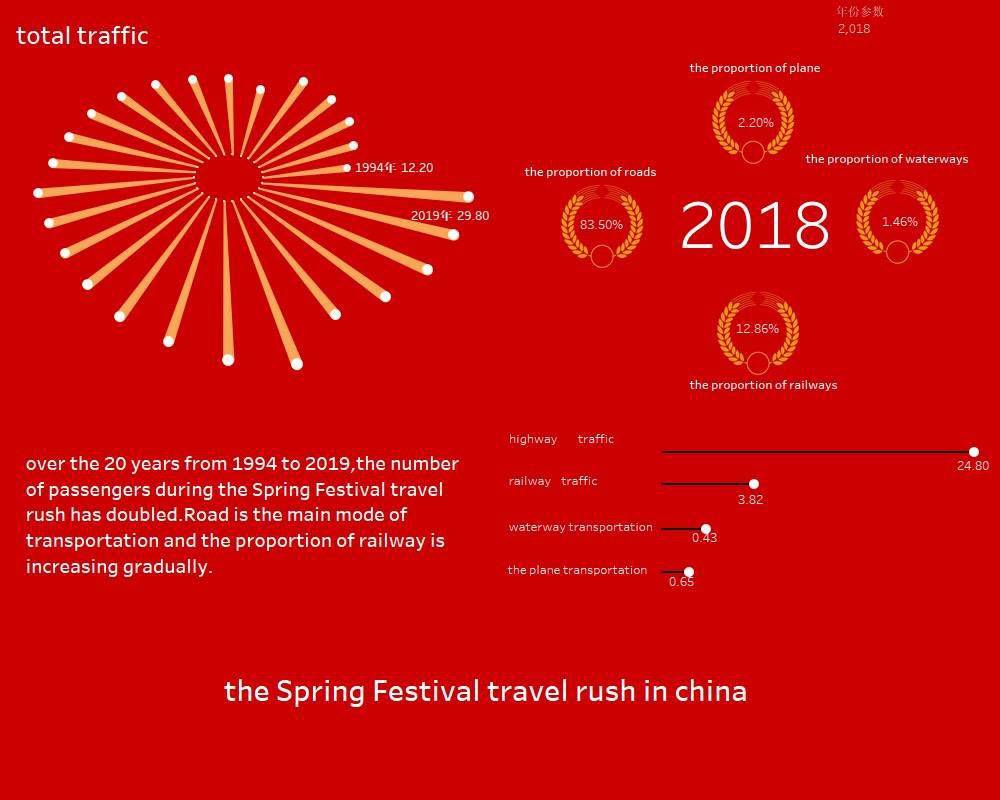 年份参数
2,018
total traffic
the proportion of plane
2.20%
the proportion of waterways
1994年 12.20
the proportion of roads
2019年 29.80
83.50%
2018
1.46%
12.86%
the proportion of railways
highway traffic
24.80
over the 20 years from 1994 to 2019,the number
of passengers during the Spring Festival travel
rush has doubled.Road is the main mode of
transportation and the proportion of railway is
increasing gradually.
railway traffic
3.82
waterway transportation
0.43
the plane transportation
0.65
the Spring Festival travel rush in china